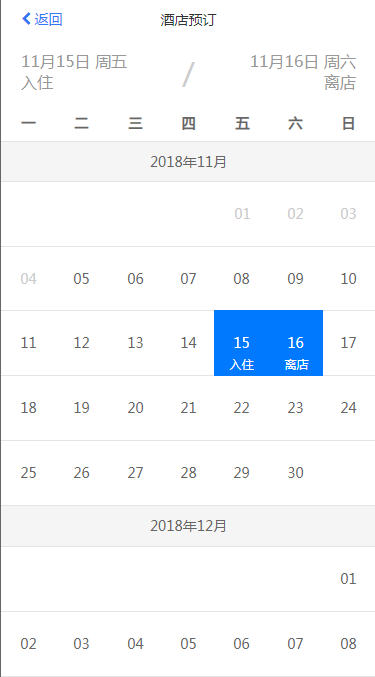 返回 酒店预订
11月15日 周五 / 11月16日 周六
入住 离店
一 二 三 四 五 六 日
2018年11月
01 02 03
04 05 06 07 08 09 10
11 12 13 14 15 16 17
入住 离店
18 19 20 21 22 23 24
25 26 27 28 29 30
2018年12月
01
02 03 04 05 06 07 08